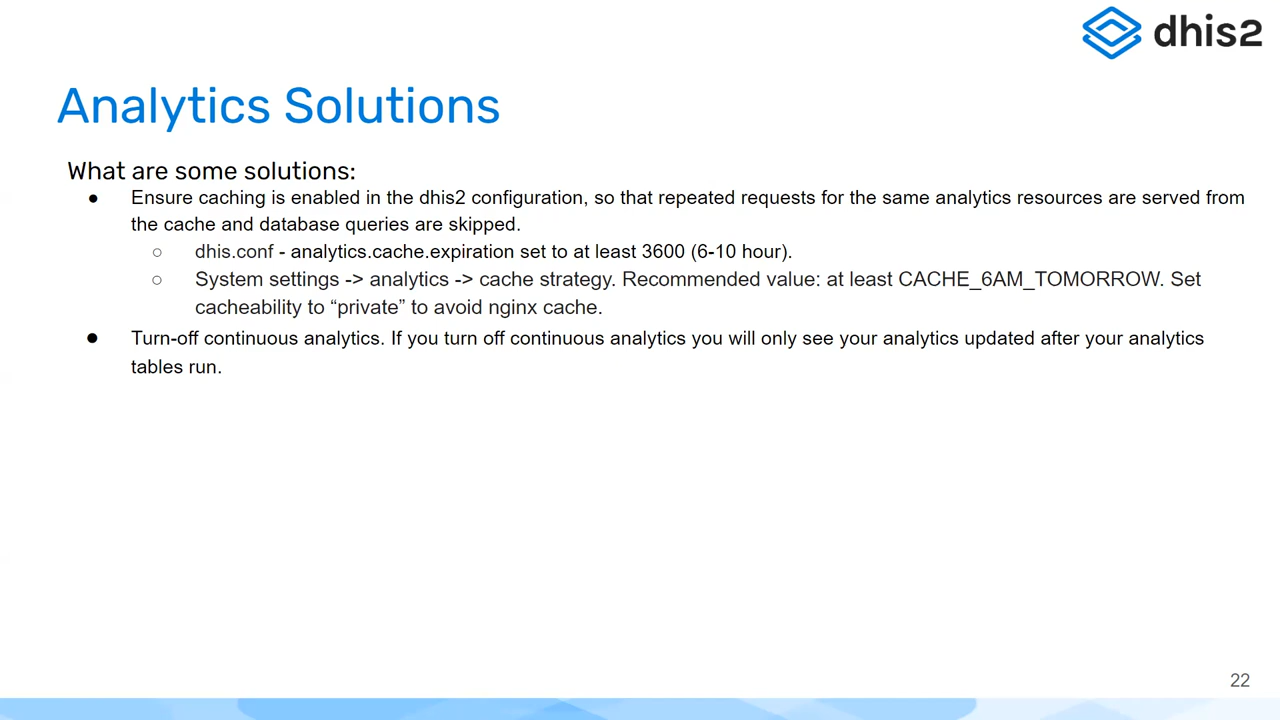 dhis2
Analytics Solutions
What are some solutions:
● Ensure caching is enabled in the dhis2 configuration, so that repeated requests for the same analytics resources are served from
the cache and database queries are skipped.
○ dhis.conf - analytics.cache.expiration set to at least 3600 (6-10 hour).
○ System settings -> analytics -> cache strategy. Recommended value: at least CACHE_6AM_TOMORROW. Set
cacheability to “private” to avoid nginx cache.
● Turn-off continuous analytics. If you turn off continuous analytics you will only see your analytics updated after your analytics
tables run.
22